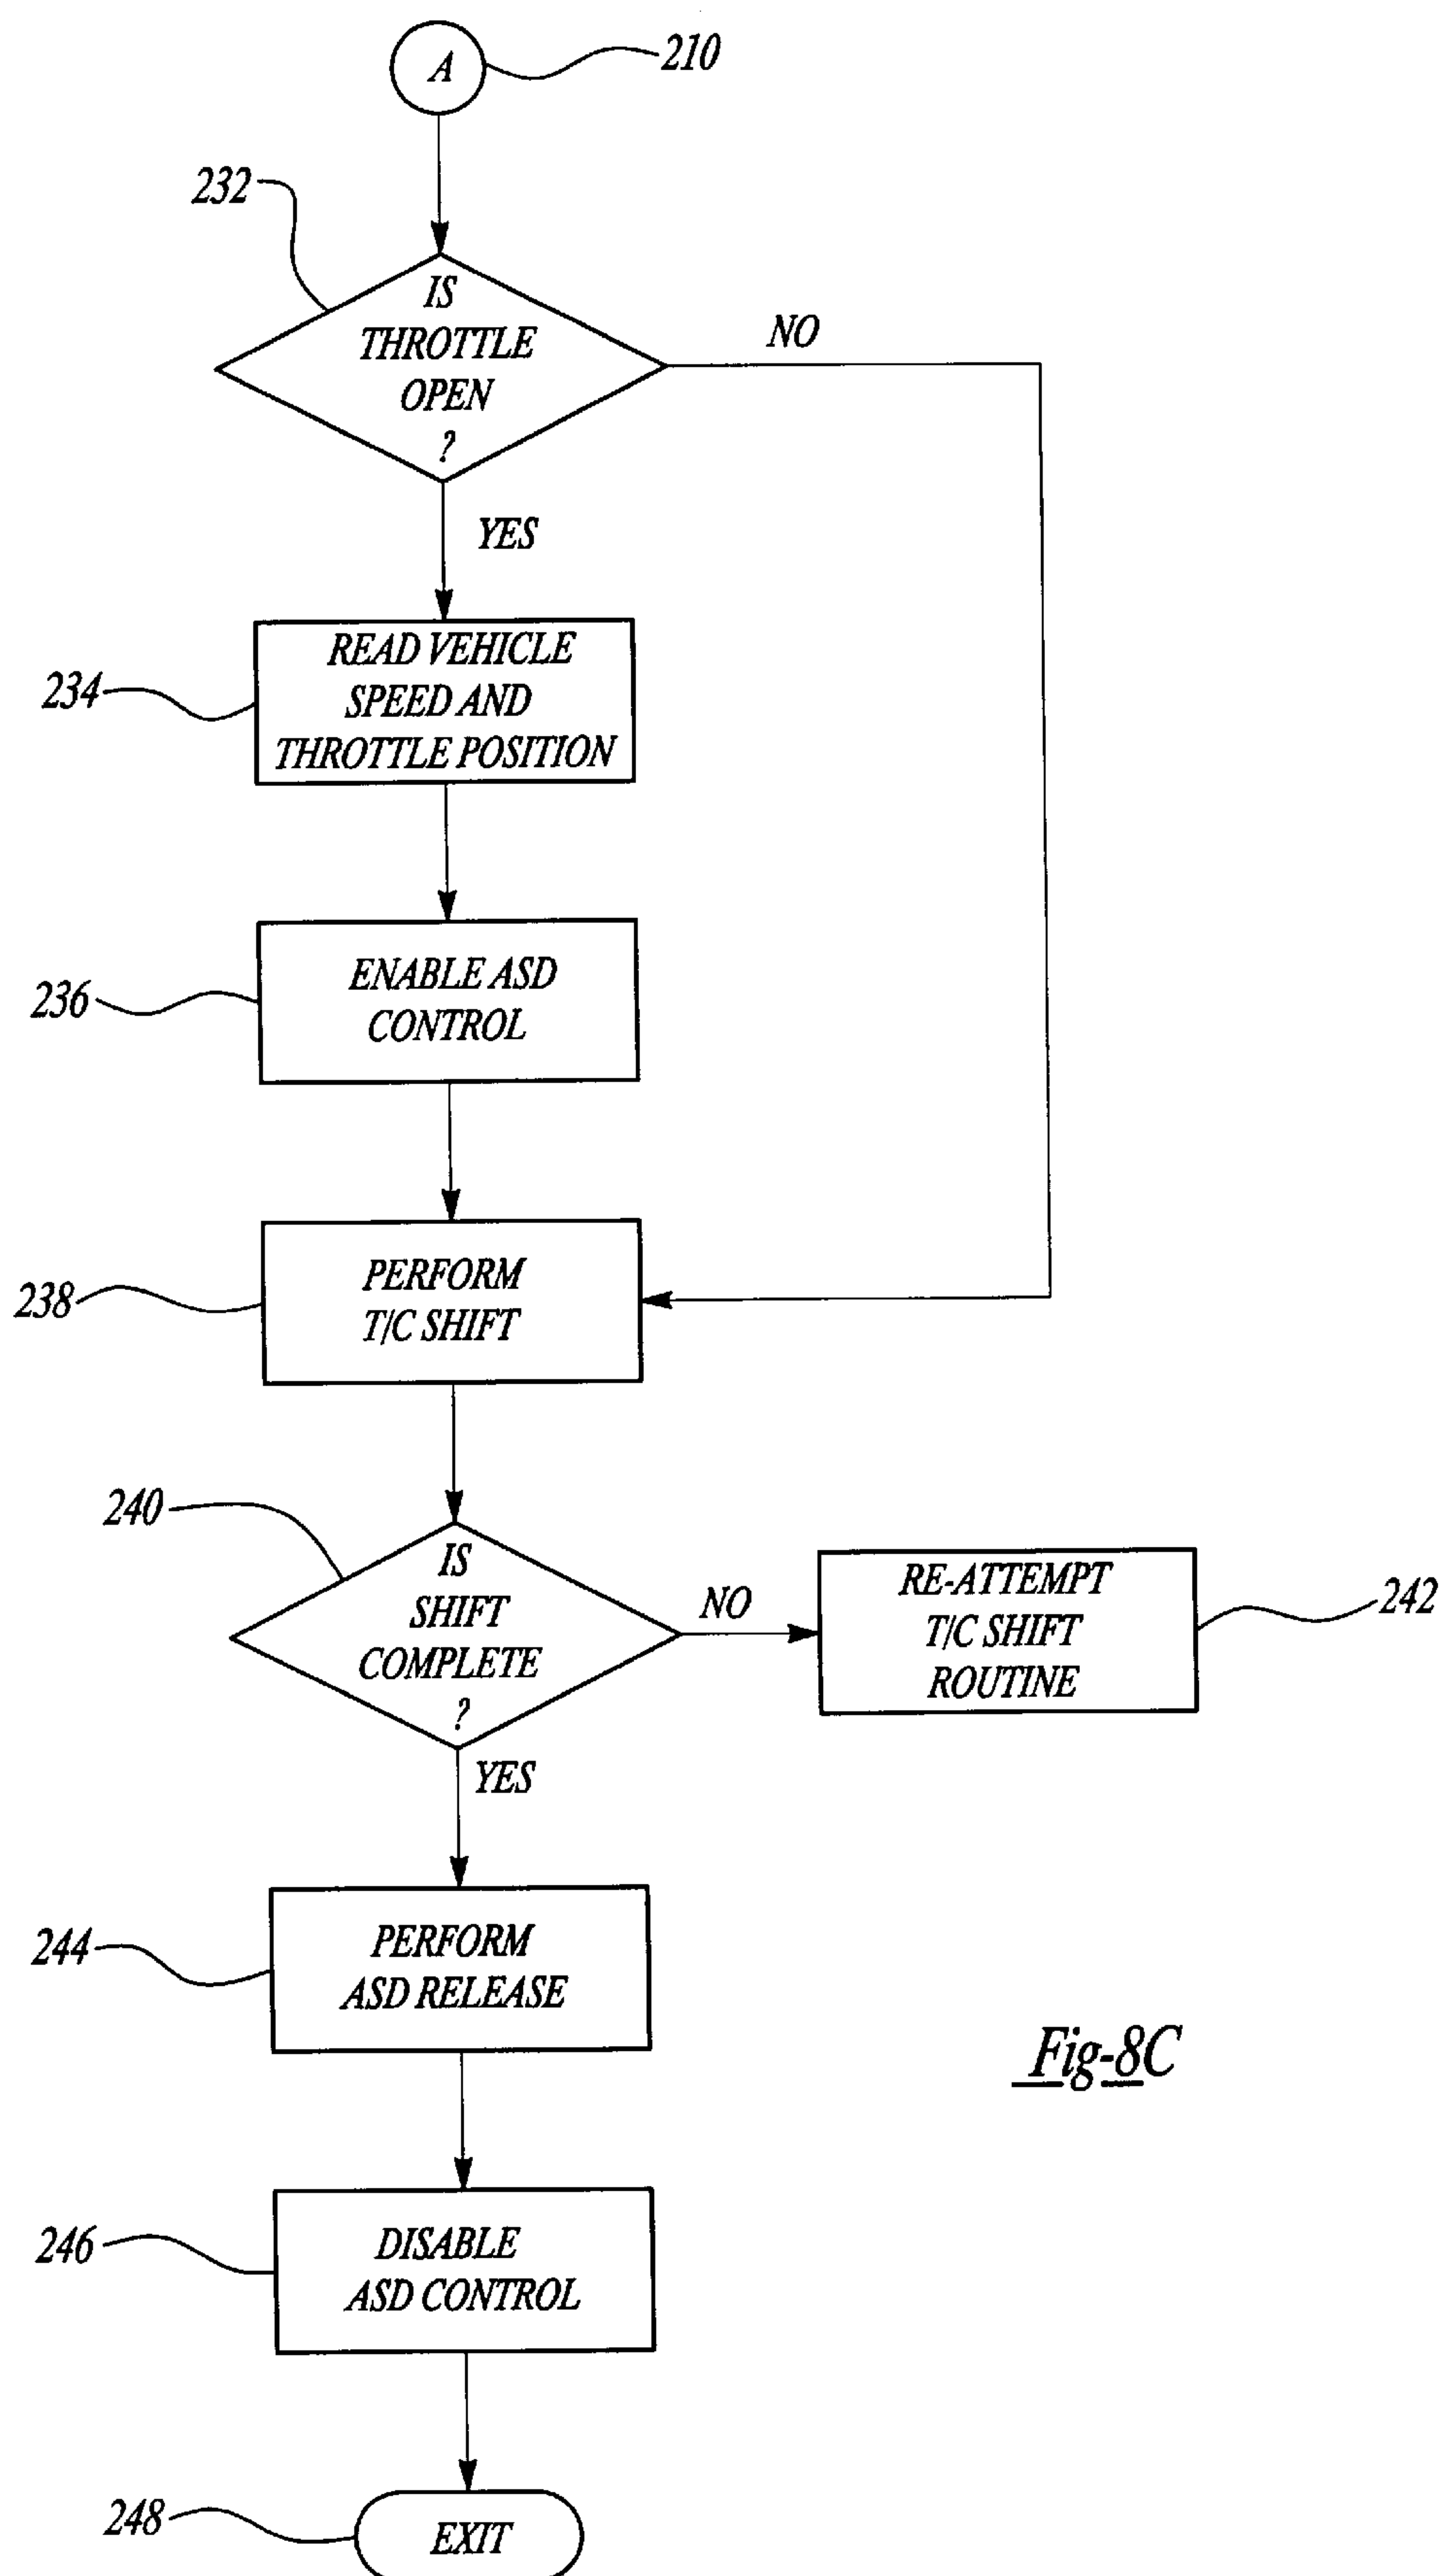 A
210
232
IS
THROTTLE
OPEN
?
NO
YES
234
READ VEHICLE
SPEED AND
THROTTLE POSITION
236
ENABLE ASD
CONTROL
238
PERFORM
T/C SHIFT
240
IS
SHIFT
COMPLETE
?
NO
RE-ATTEMPT
T/C SHIFT
ROUTINE
242
YES
244
PERFORM
ASD RELEASE
Fig-8C
246
DISABLE
ASD CONTROL
248
EXIT